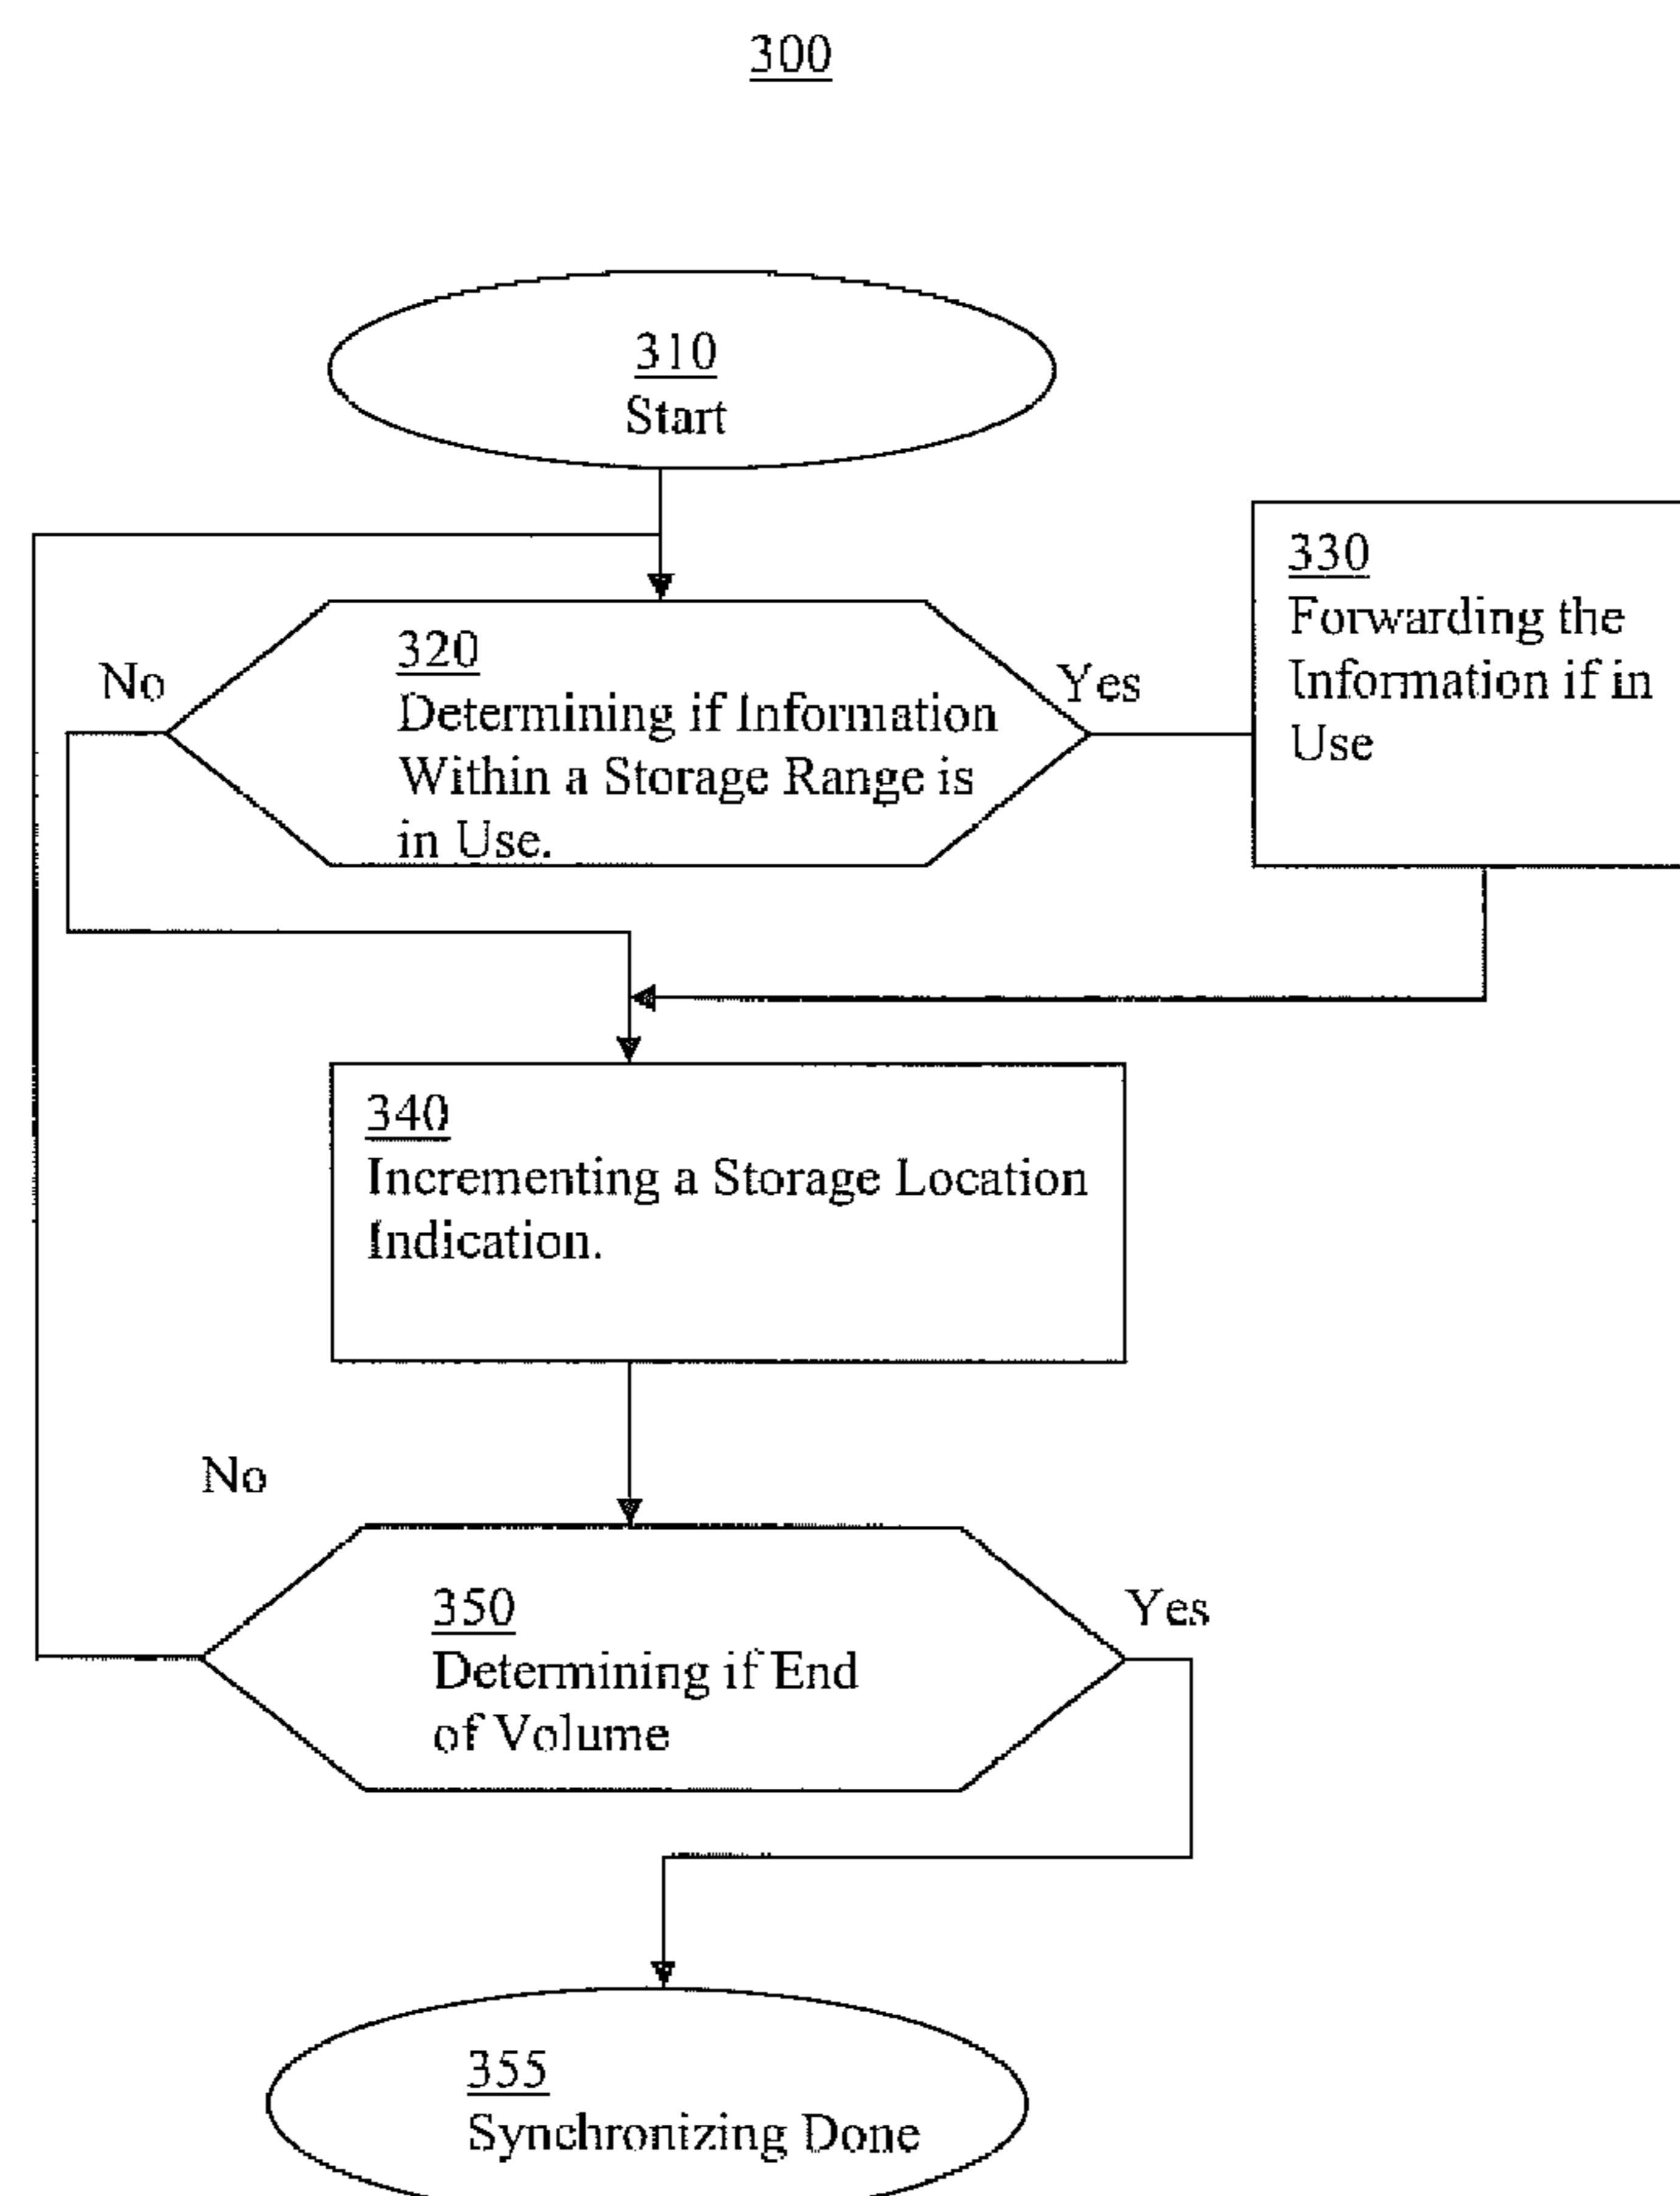 300
310
Start
330
Forwarding the
Information if in
Use
No
320
Determining if Information
Within a Storage Range is
in Use.
Yes
340
Incrementing a Storage Location
Indication.
No
350
Determining if End
of Volume
Yes
355
Synchronizing Done